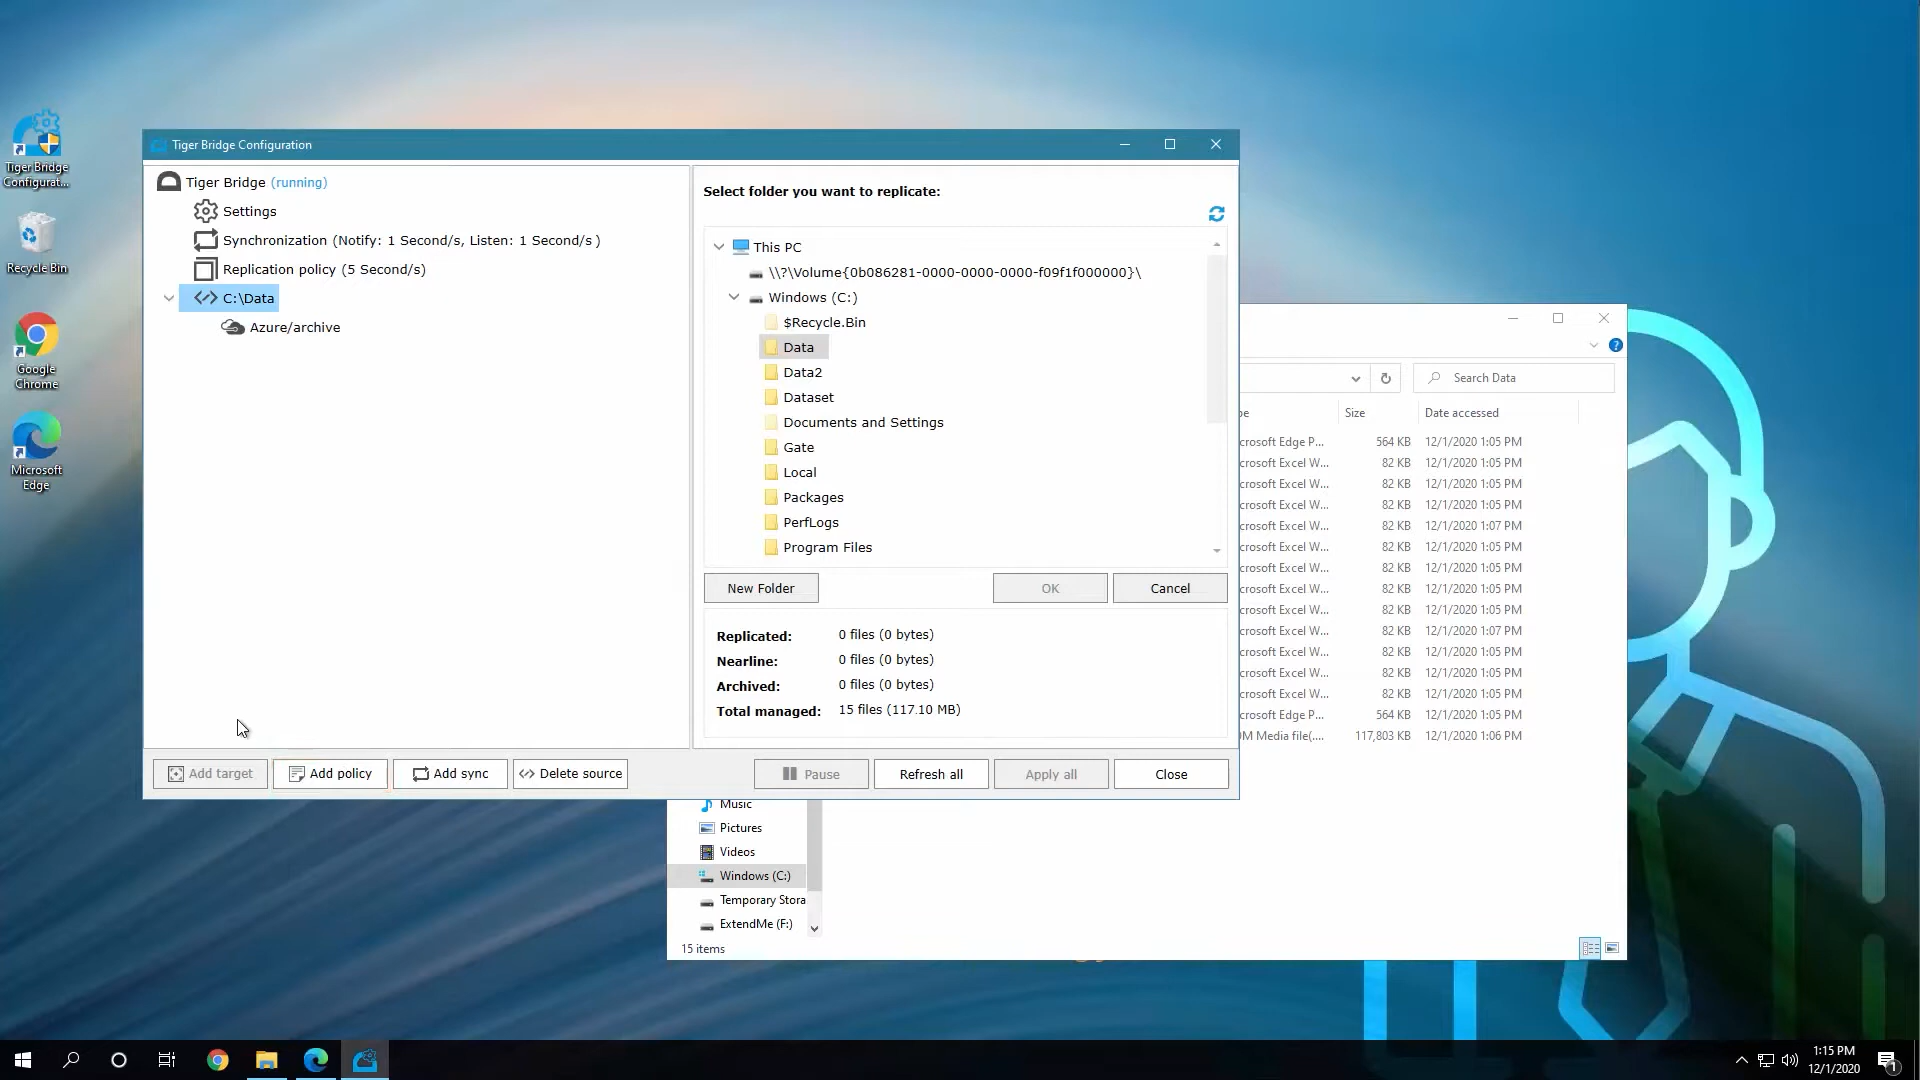 Tiger Bridge
Configurat...
Recycle Bin
Google
Chrome
Microsoft
Edge
Tiger Bridge Configuration
Tiger Bridge (running)
Settings
Synchronization (Notify: 1 Second/s, Listen: 1 Second/s )
Replication policy (5 Second/s)
C:\Data
Azure/archive
Select folder you want to replicate:
This PC
\\?\Volume{0b086281-0000-0000-0000-f09f1f000000}\
Windows (C:)
$Recycle.Bin
Data
Data2
Dataset
Documents and Settings
Gate
Local
Packages
PerfLogs
Program Files
New Folder
OK
Cancel
Replicated: 0 files (0 bytes)
Nearline: 0 files (0 bytes)
Archived: 0 files (0 bytes)
Total managed: 15 files (117.10 MB)
Add target
Add policy
Add sync
Delete source
Pause
Refresh all
Apply all
Close
?
Search Data
pe Size Date accessed
crosoft Edge P... 564 KB 12/1/2020 1:05 PM
crosoft Excel W... 82 KB 12/1/2020 1:05 PM
crosoft Excel W... 82 KB 12/1/2020 1:05 PM
crosoft Excel W... 82 KB 12/1/2020 1:05 PM
crosoft Excel W... 82 KB 12/1/2020 1:07 PM
crosoft Excel W... 82 KB 12/1/2020 1:05 PM
crosoft Excel W... 82 KB 12/1/2020 1:05 PM
crosoft Excel W... 82 KB 12/1/2020 1:05 PM
crosoft Excel W... 82 KB 12/1/2020 1:05 PM
crosoft Excel W... 82 KB 12/1/2020 1:07 PM
crosoft Excel W... 82 KB 12/1/2020 1:05 PM
crosoft Excel W... 82 KB 12/1/2020 1:05 PM
crosoft Excel W... 82 KB 12/1/2020 1:05 PM
crosoft Edge P... 564 KB 12/1/2020 1:05 PM
OM Media file(.... 117,803 KB 12/1/2020 1:06 PM
Music
Pictures
Videos
Windows (C:)
Temporary Stora
ExtendMe (F:)
15 items
1:15 PM
12/1/2020
1